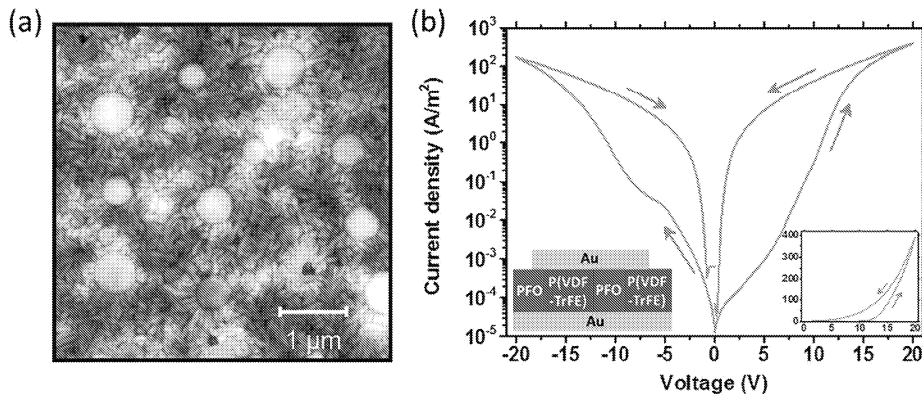 (a)
1 µm
(b)
Current density (A/m²)
10³
10²
10¹
10⁰
10⁻¹
10⁻²
10⁻³
10⁻⁴
10⁻⁵
-20 -15 -10 -5 0 5 10 15 20
Voltage (V)
Au
PFO P(VDF PFO P(VDF
-TrFE) -TrFE)
Au
400
300
200
100
0
0 5 10 15 20